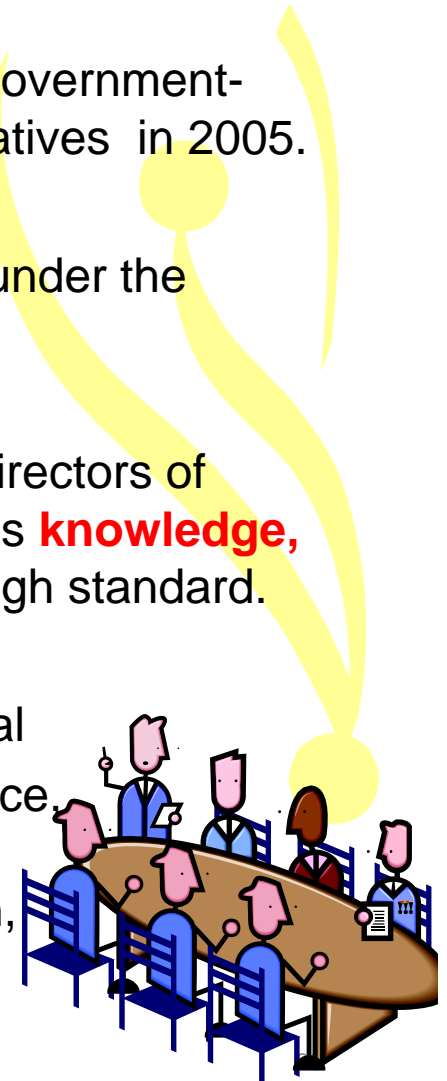 overnment-
atives in 2005.
under the
irectors of
s knowledge,
gh standard.
al
ce,
n,